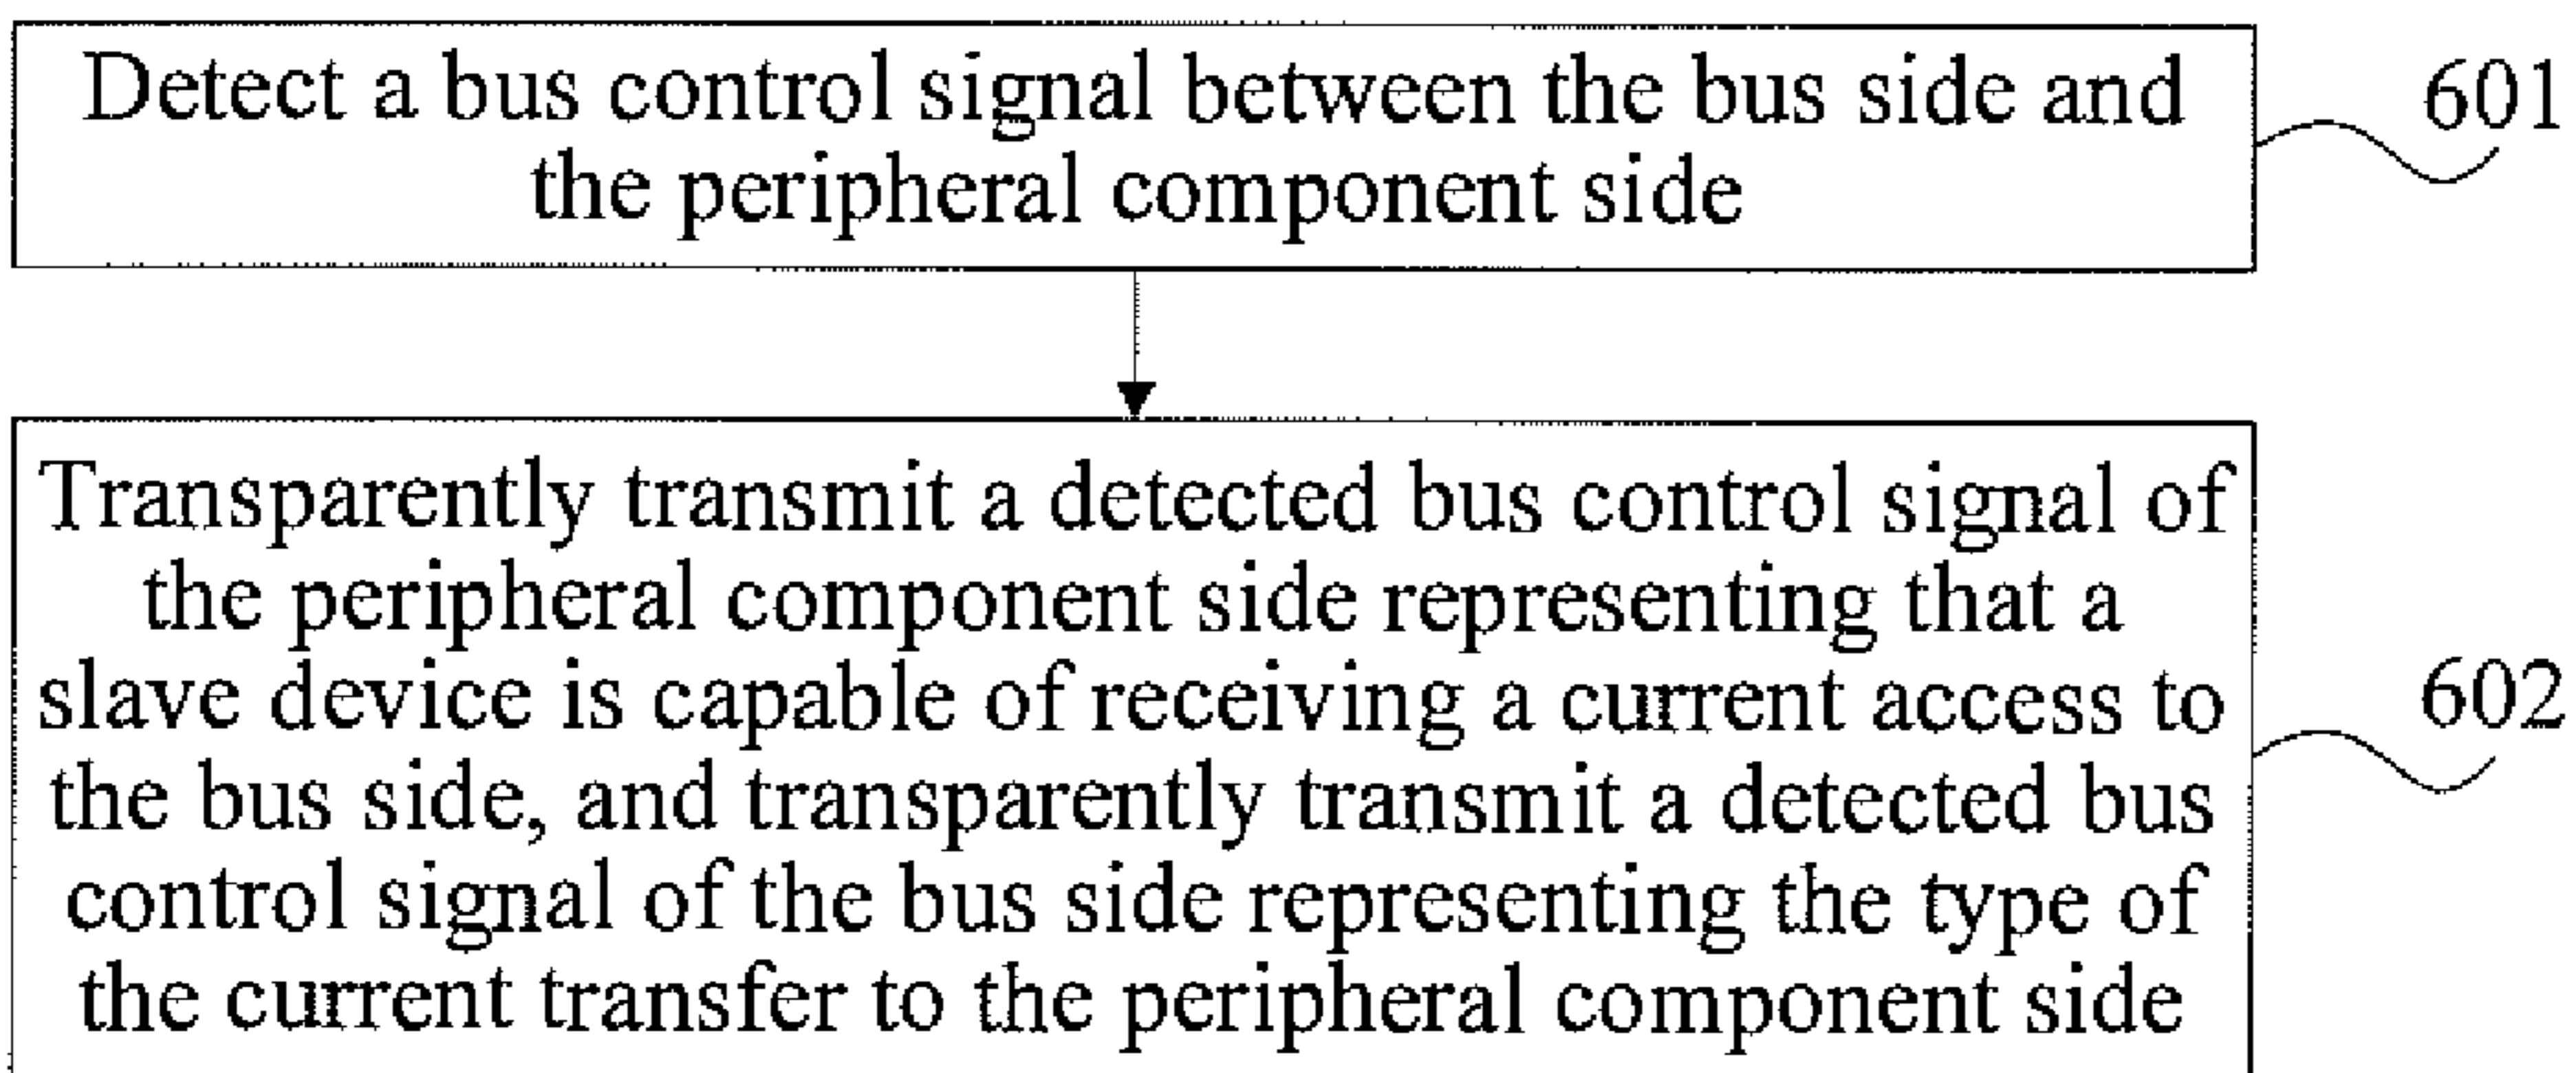 Detect a bus control signal between the bus side and
the peripheral component side
601
Transparently transmit a detected bus control signal of
the peripheral component side representing that a
slave device is capable of receiving a current access to
the bus side, and transparently transmit a detected bus
control signal of the bus side representing the type of
the current transfer to the peripheral component side
602